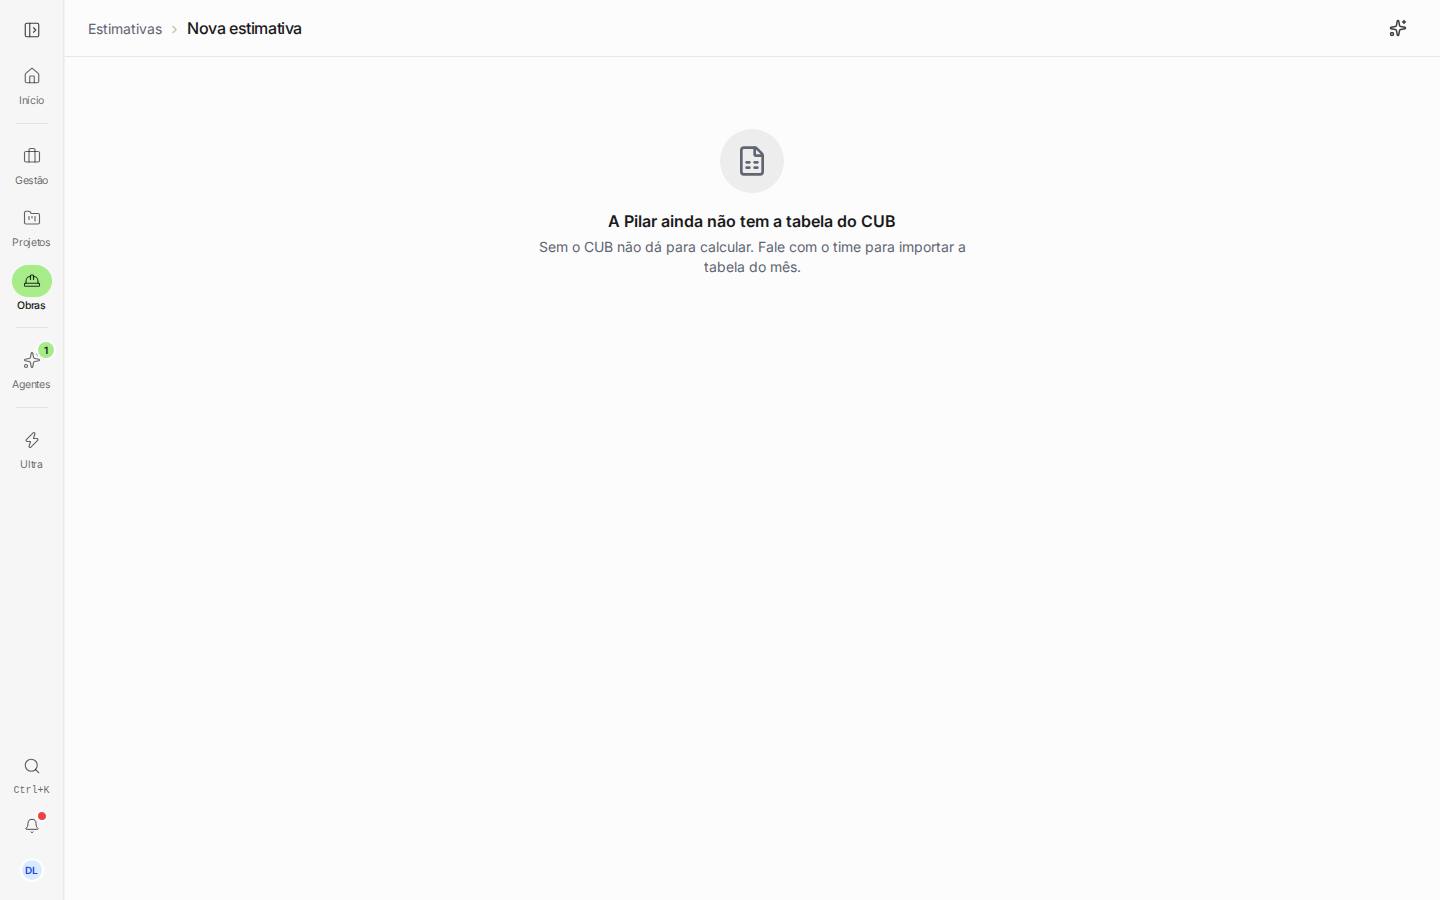 Estimativas
Nova estimativa
Início
Gestão
Projetos
Obras
1
Agentes
Ultra
A Pilar ainda não tem a tabela do CUB
Sem o CUB não dá para calcular. Fale com o time para importar a
tabela do mês.
Ctrl+K
DL